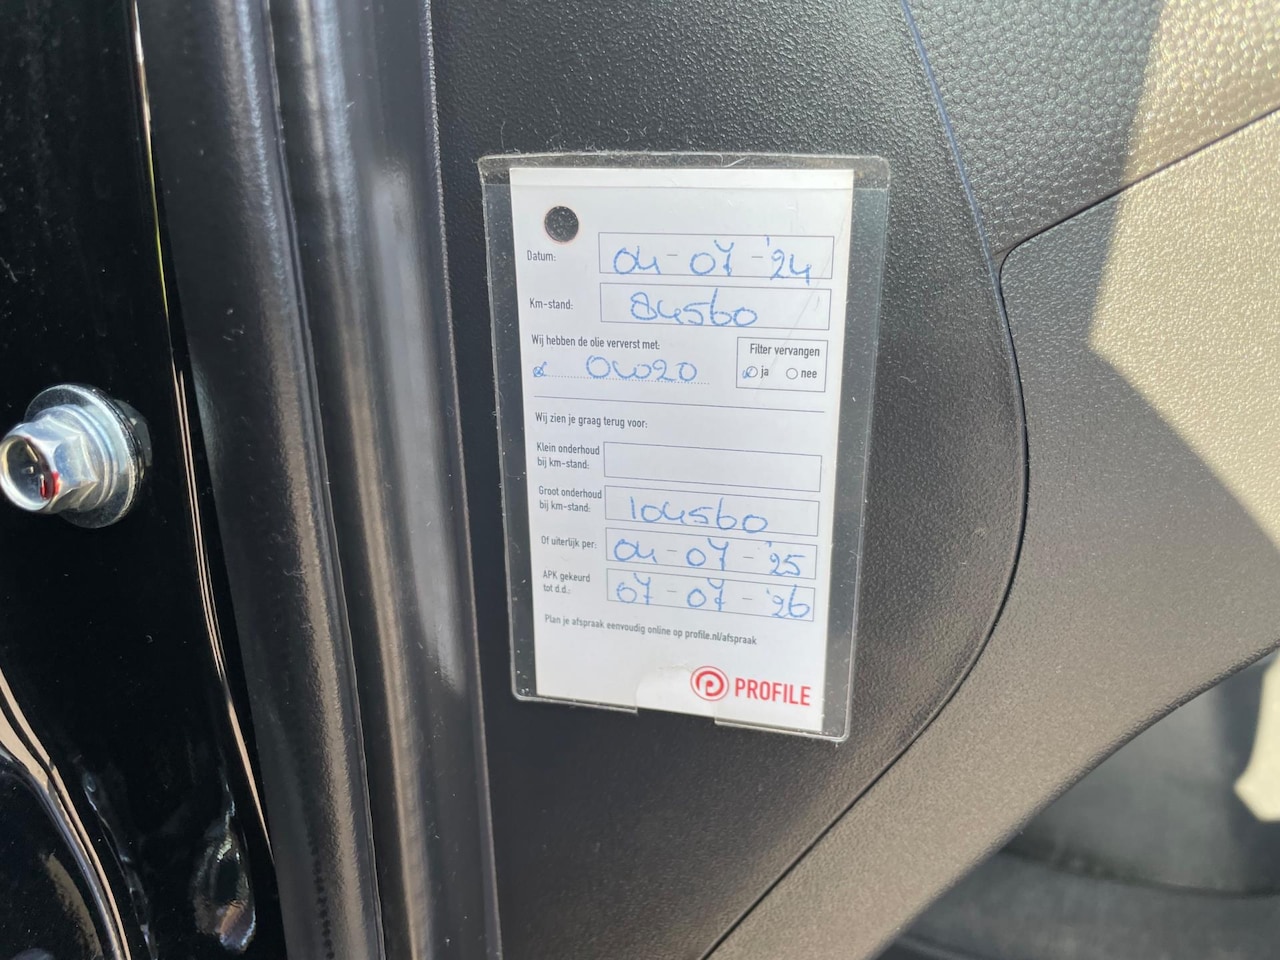 Datum: 04-07-'24
Km-stand: 84560
Wij hebben de olie ververst met:
0W20
Filter vervangen
ja nee
Wij zien je graag terug voor:
Klein onderhoud
bij km-stand:
Groot onderhoud
bij km-stand: 104560
Of uiterlijk per: 04-07-'25
APK gekeurd
tot d.d.: 07-07-'26
Plan je afspraak eenvoudig online op profile.nl/afspraak
PROFILE